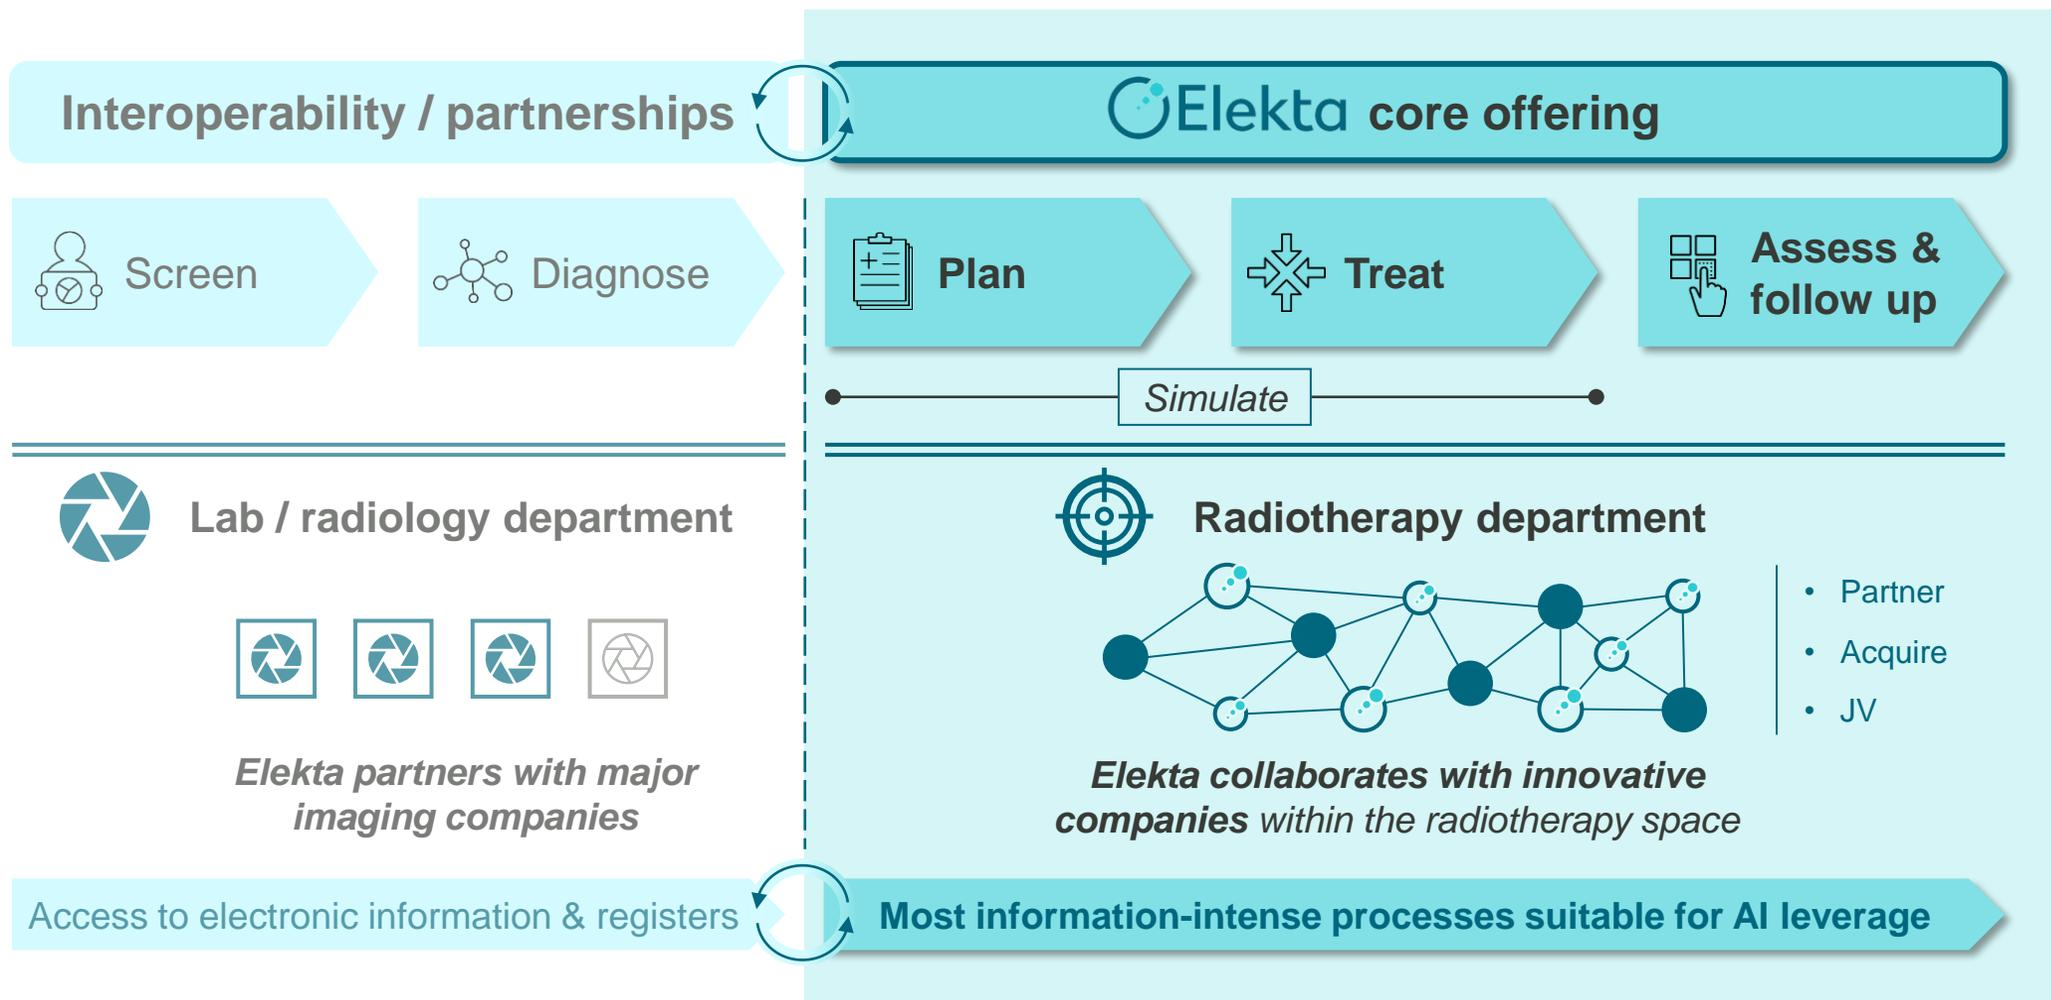 Interoperability / partnerships
Elekta core offering
Screen
Diagnose
Plan
Treat
Assess &
follow up
Simulate
Lab / radiology department
Radiotherapy department
• Partner
• Acquire
• JV
Elekta partners with major
imaging companies
Elekta collaborates with innovative
companies within the radiotherapy space
Access to electronic information & registers
Most information-intense processes suitable for AI leverage